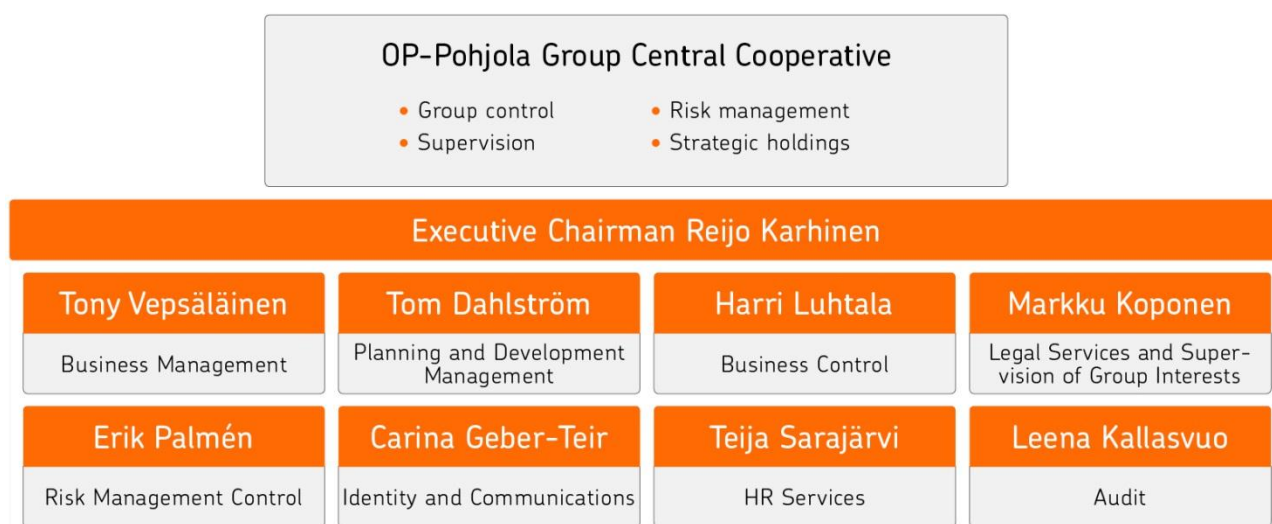 OP-Pohjola Group Central Cooperative
• Group control
• Supervision
• Risk management
• Strategic holdings
Executive Chairman Reijo Karhinen
Tony Vepsäläinen
Business Management
Tom Dahlström
Planning and Development
Management
Harri Luhtala
Business Control
Markku Koponen
Legal Services and Super-
vision of Group Interests
Erik Palmén
Risk Management Control
Carina Geber-Teir
Identity and Communications
Teija Sarajärvi
HR Services
Leena Kallasvuo
Audit